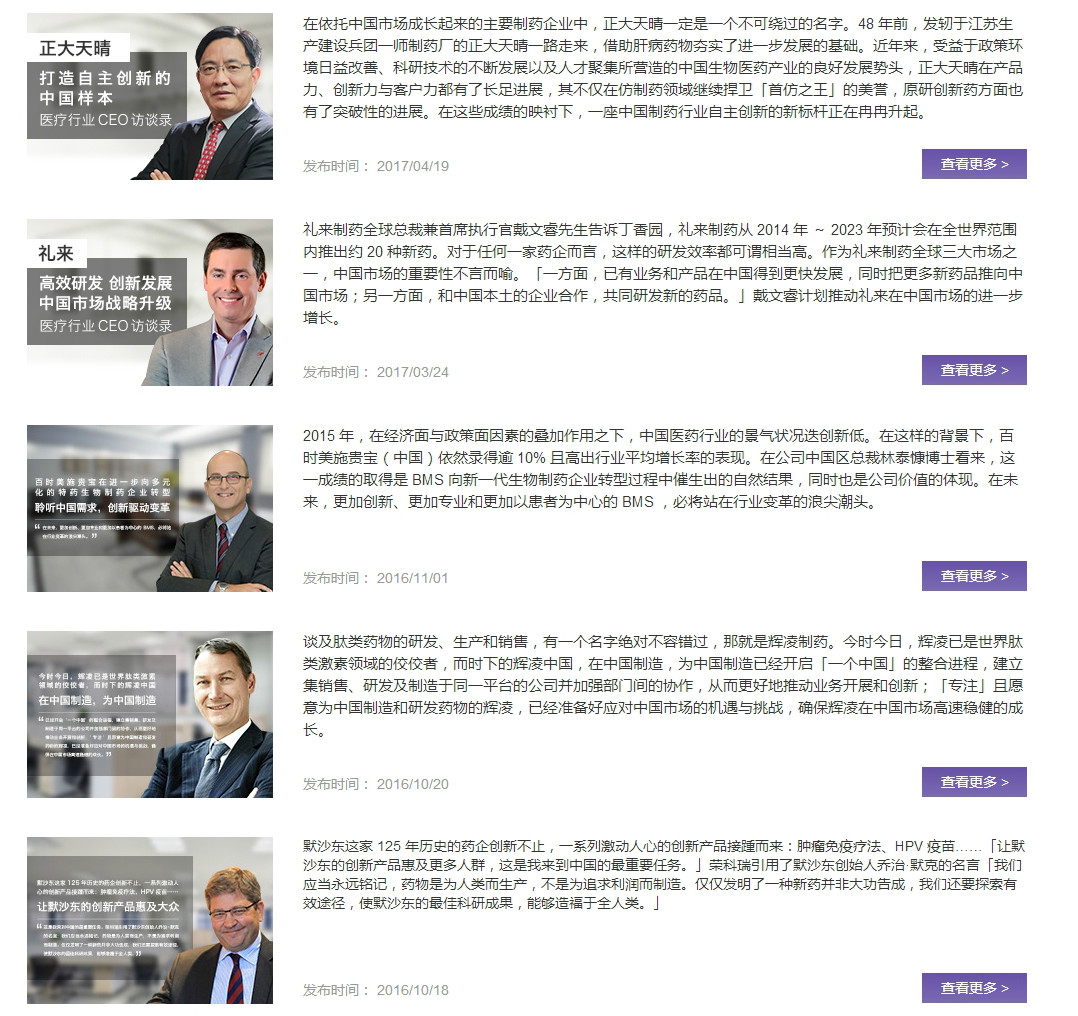 正大天晴
打造自主创新的
中国样本
医疗行业 CEO 访谈录
在依托中国市场成长起来的主要制药企业中，正大天晴一定是一个不可绕过的名字。48 年前，发轫于江苏生
产建设兵团一师制药厂的正大天晴一路走来，借助肝病药物夯实了进一步发展的基础。近年来，受益于政策环
境日益改善、科研技术的不断发展以及人才聚集所营造的中国生物医药产业的良好发展势头，正大天晴在产品
力、创新力与客户力都有了长足进展，其不仅在仿制药领域继续捍卫「首仿之王」的美誉，原研创新药方面也
有了突破性的进展。在这些成绩的映衬下，一座中国制药行业自主创新的新标杆正在冉冉升起。
发布时间： 2017/04/19
查看更多 >
礼来
高效研发 创新发展
中国市场战略升级
医疗行业 CEO 访谈录
礼来制药全球总裁兼首席执行官戴文睿先生告诉丁香园，礼来制药从 2014 年 ～ 2023 年预计会在全世界范围
内推出约 20 种新药。对于任何一家药企而言，这样的研发效率都可谓相当高。作为礼来制药全球三大市场之
一，中国市场的重要性不言而喻。「一方面，已有业务和产品在中国得到更快发展，同时把更多新药品推向中
国市场；另一方面，和中国本土的企业合作，共同研发新的药品。」戴文睿计划推动礼来在中国市场的进一步
增长。
发布时间： 2017/03/24
查看更多 >
百时美施贵宝在进一步向多元
化的特药生物制药企业转型
聆听中国需求，创新驱动变革
“ 在未来，更加创新、更加专业和更加以患者为中心的 BMS，必将站
在行业变革的浪尖潮头。”
2015 年，在经济面与政策面因素的叠加作用之下，中国医药行业的景气状况迭创新低。在这样的背景下，百
时美施贵宝（中国）依然录得逾 10% 且高出行业平均增长率的表现。在公司中国区总裁林泰慷博士看来，这
一成绩的取得是 BMS 向新一代生物制药企业转型过程中催生出的自然结果，同时也是公司价值的体现。在未
来，更加创新、更加专业和更加以患者为中心的 BMS ，必将站在行业变革的浪尖潮头。
发布时间： 2016/11/01
查看更多 >
今时今日，辉凌已是世界肽类激素
领域的佼佼者，而时下的辉凌中国
在中国制造，为中国制造
谈及肽类药物的研发、生产和销售，有一个名字绝对不容错过，那就是辉凌制药。今时今日，辉凌已是世界肽
类激素领域的佼佼者，而时下的辉凌中国，在中国制造，为中国制造已经开启「一个中国」的整合进程，建立
集销售、研发及制造于同一平台的公司并加强部门间的协作，从而更好地推动业务开展和创新；「专注」且愿
意为中国制造和研发药物的辉凌，已经准备好应对中国市场的机遇与挑战，确保辉凌在中国市场高速稳健的成
长。
发布时间： 2016/10/20
查看更多 >
默沙东这家 125 年历史的药企创新不止，一系列激动人
心的创新产品接踵而来：肿瘤免疫疗法、HPV 疫苗……
让默沙东的创新产品惠及大众
默沙东这家 125 年历史的药企创新不止，一系列激动人心的创新产品接踵而来：肿瘤免疫疗法、HPV 疫苗……「让默
沙东的创新产品惠及更多人群，这是我来到中国的最重要任务。」荣科瑞引用了默沙东创始人乔治·默克的名言「我们
应当永远铭记，药物是为人类而生产，不是为追求利润而制造。仅仅发明了一种新药并非大功告成，我们还要探索有
效途径，使默沙东的最佳科研成果，能够造福于全人类。」
发布时间： 2016/10/18
查看更多 >